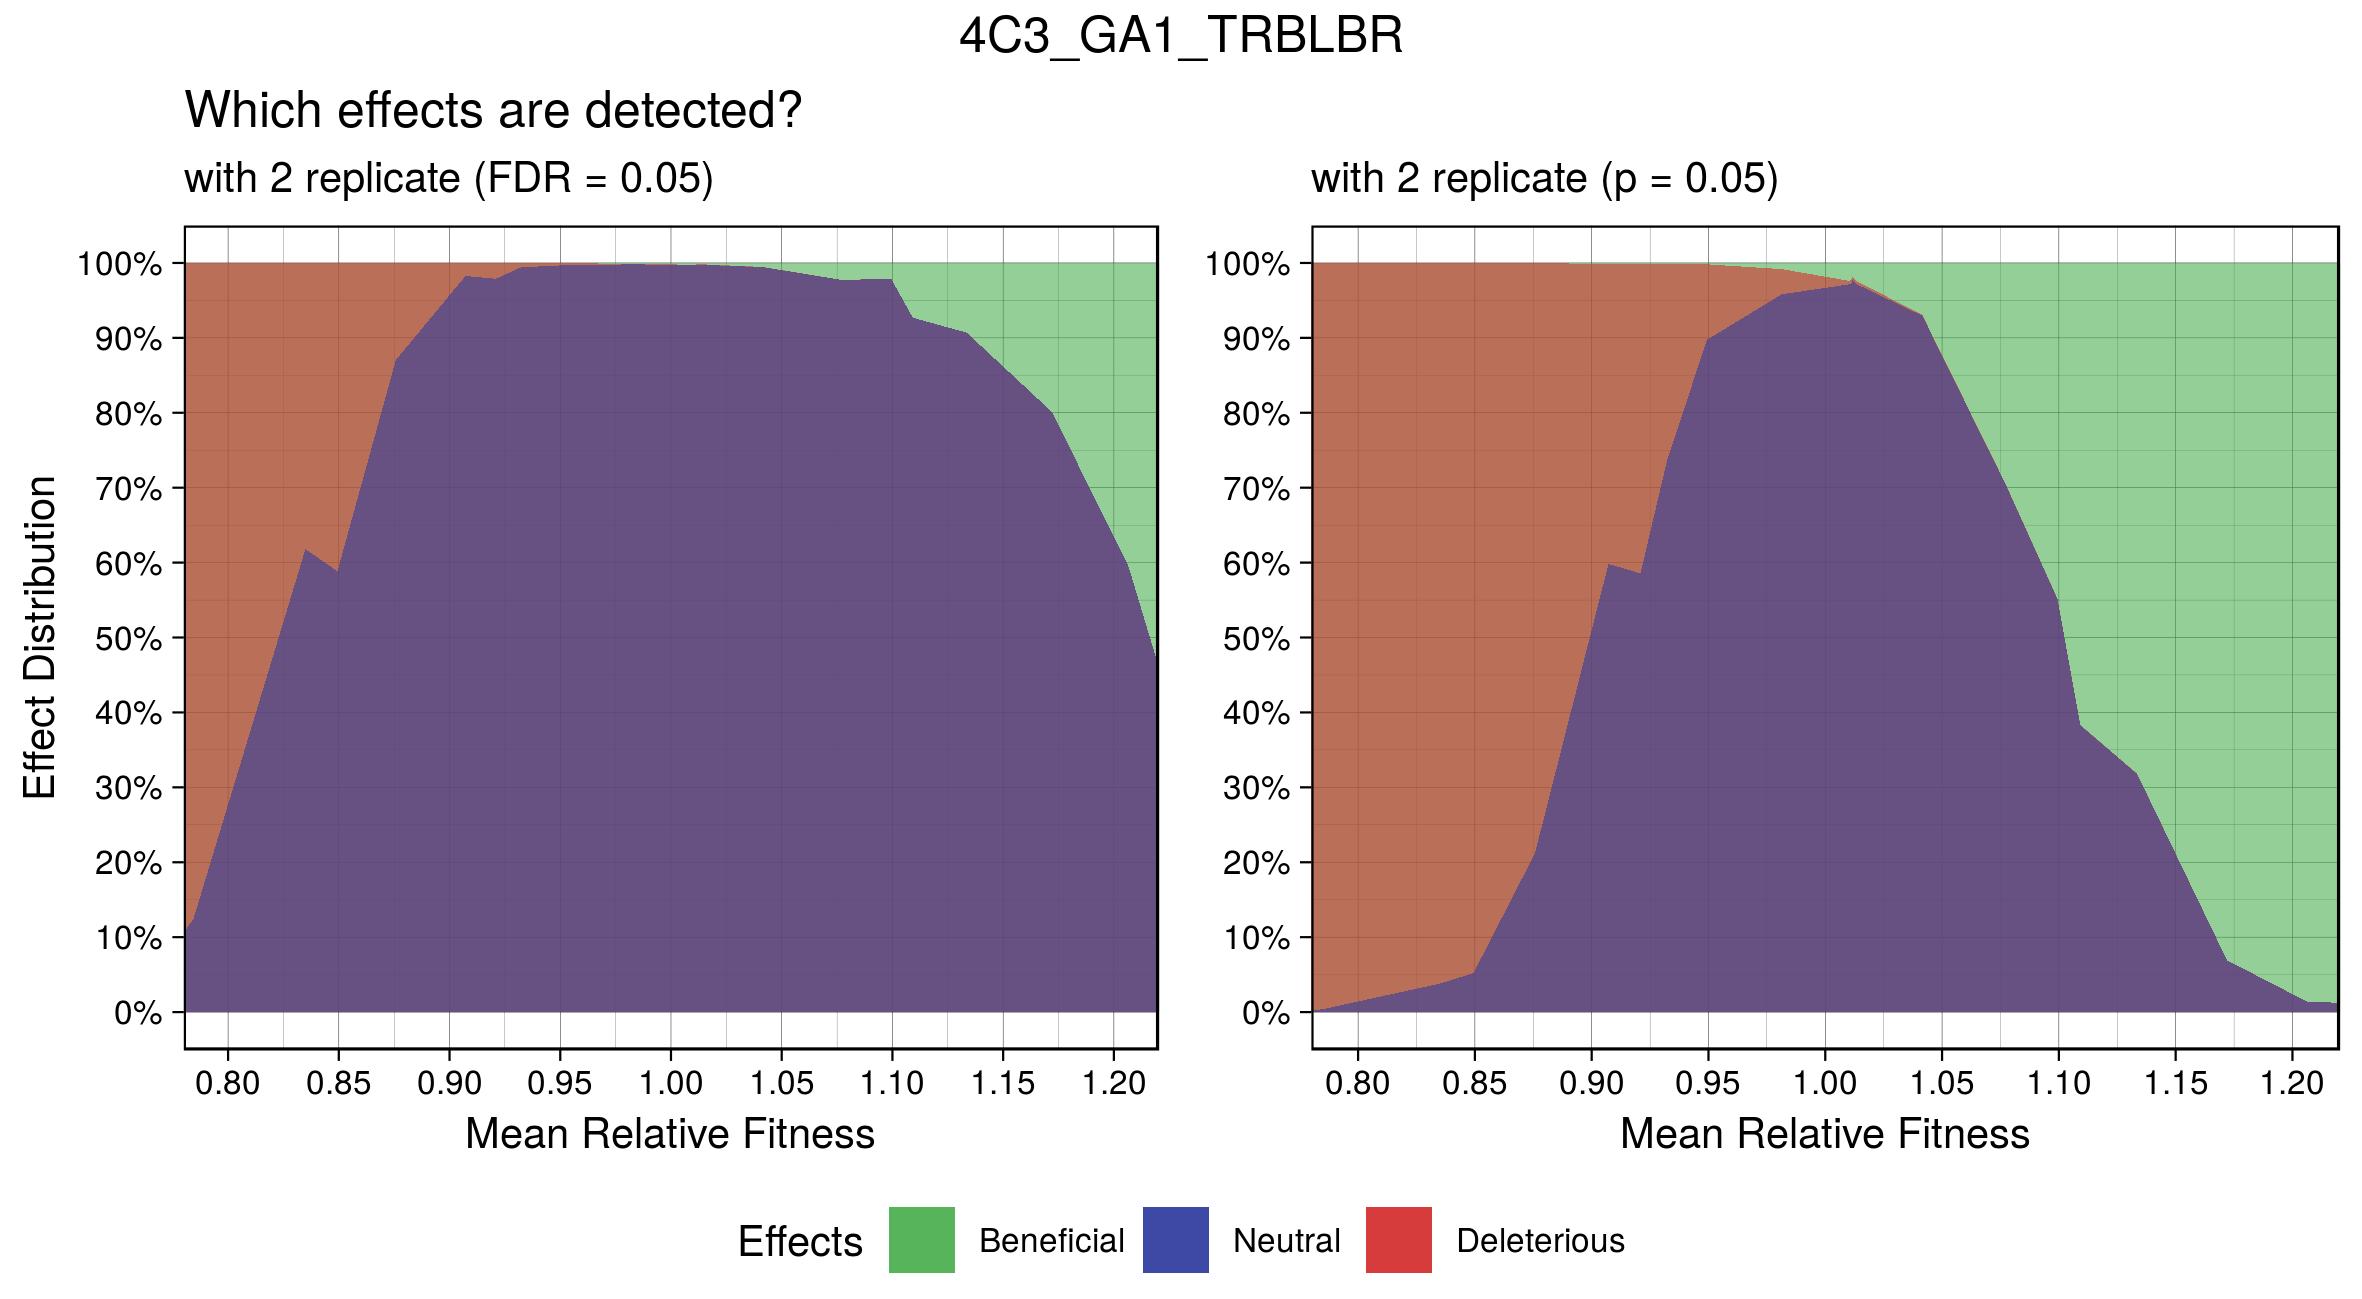 4C3_GA1_TRBLBR
Which effects are detected?
with 2 replicate (FDR = 0.05)
with 2 replicate (p = 0.05)
Effect Distribution
100%
90%
80%
70%
60%
50%
40%
30%
20%
10%
0%
0.80 0.85 0.90 0.95 1.00 1.05 1.10 1.15 1.20
Mean Relative Fitness
100%
90%
80%
70%
60%
50%
40%
30%
20%
10%
0%
0.80 0.85 0.90 0.95 1.00 1.05 1.10 1.15 1.20
Mean Relative Fitness
Effects Beneficial Neutral Deleterious